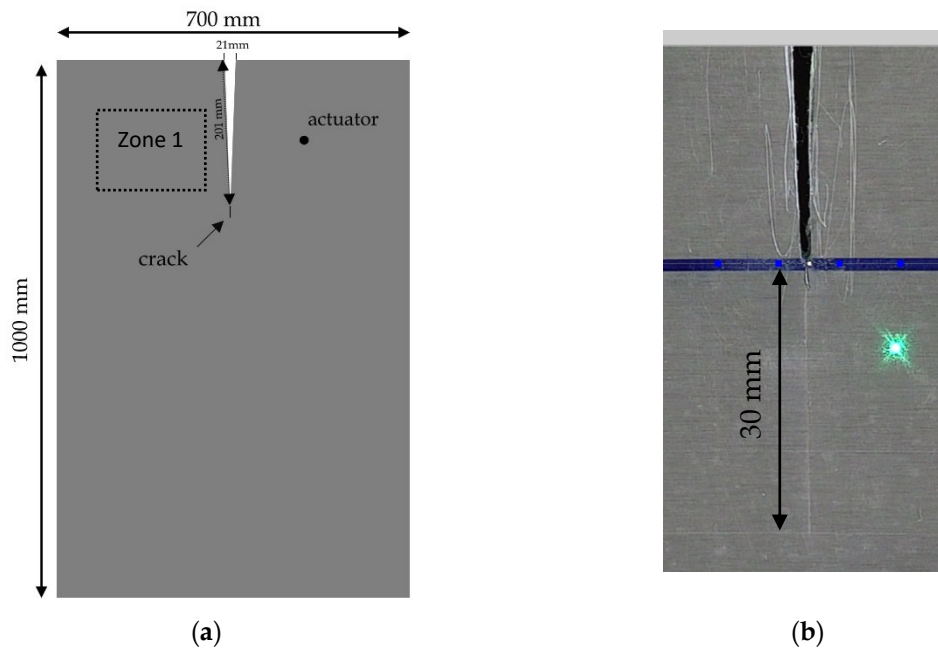 700 mm
21mm
201 mm
Zone 1
actuator
crack
1000 mm
(a)
30 mm
(b)